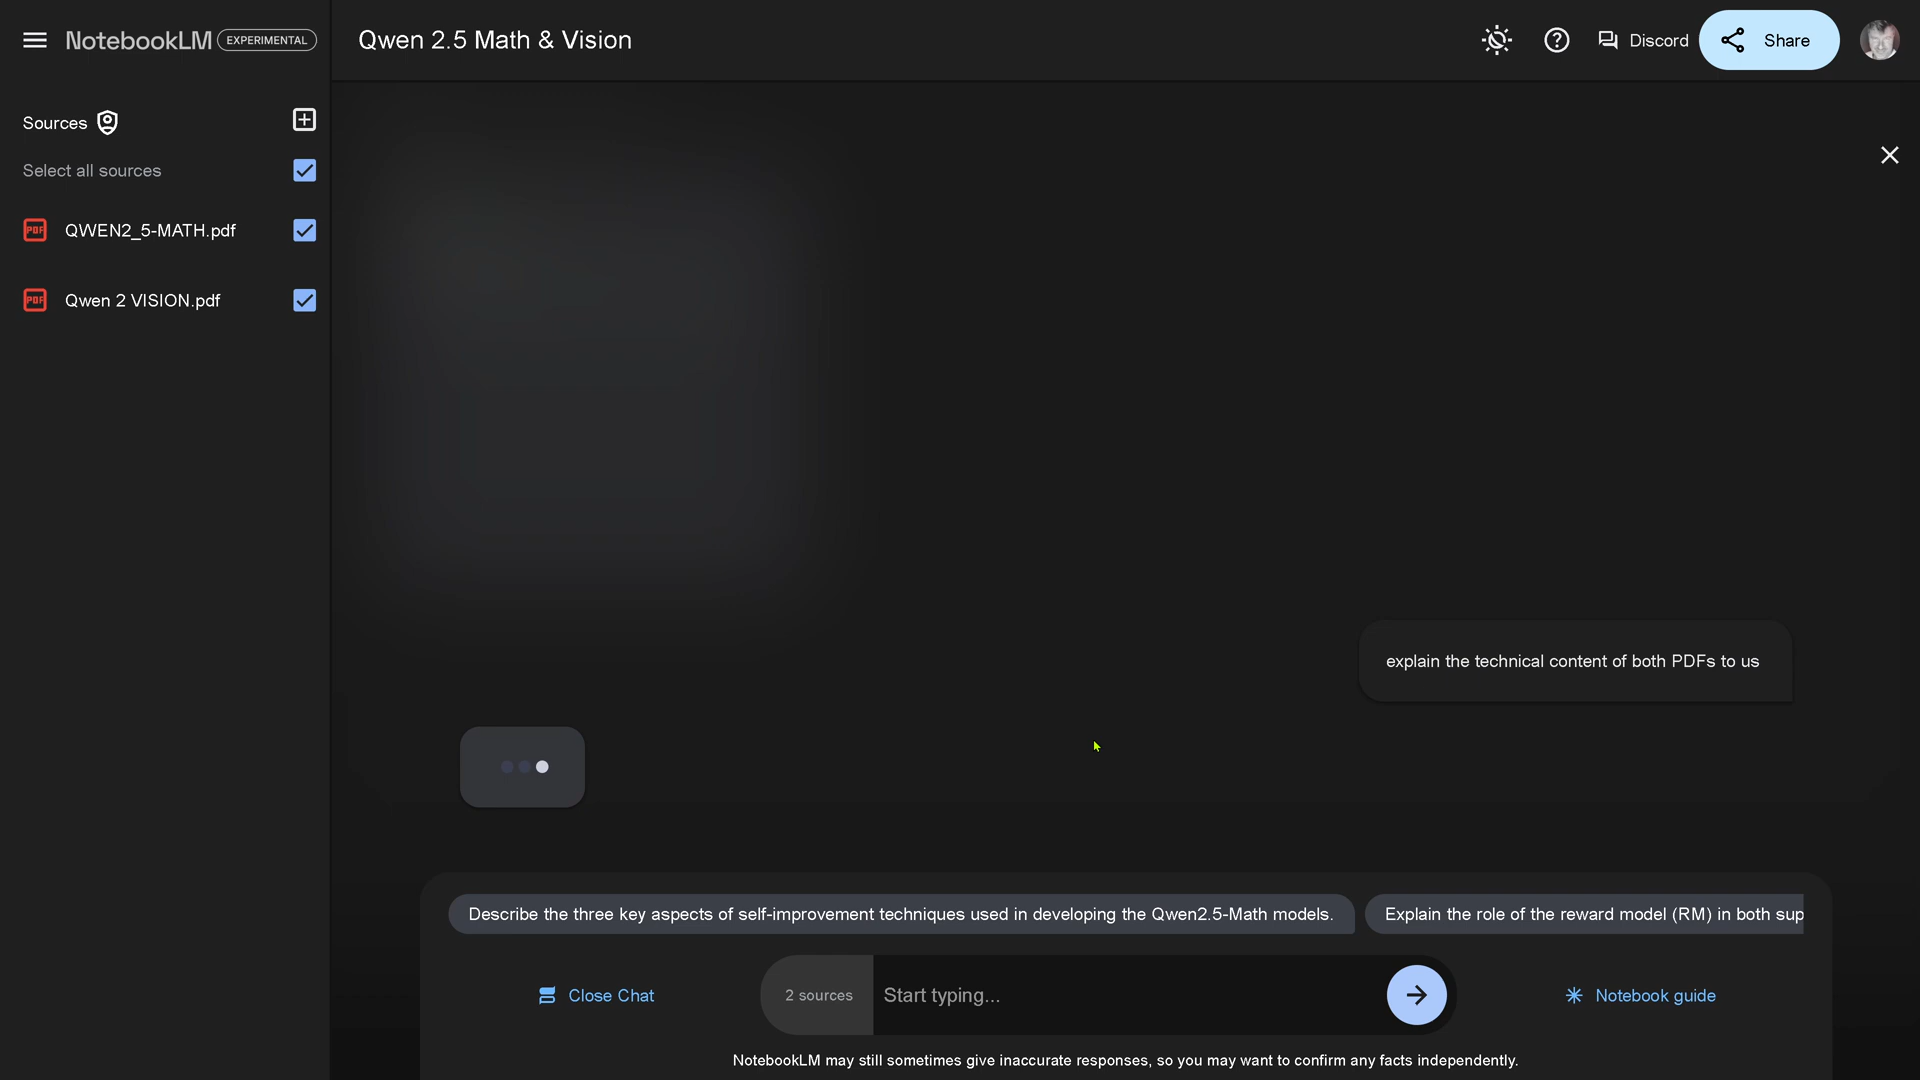 NotebookLM EXPERIMENTAL
Qwen 2.5 Math & Vision
Discord
Share
Sources
Select all sources
PDF QWEN2_5-MATH.pdf
PDF Qwen 2 VISION.pdf
explain the technical content of both PDFs to us
Describe the three key aspects of self-improvement techniques used in developing the Qwen2.5-Math models.
Explain the role of the reward model (RM) in both sup
Close Chat
2 sources
Start typing...
Notebook guide
NotebookLM may still sometimes give inaccurate responses, so you may want to confirm any facts independently.